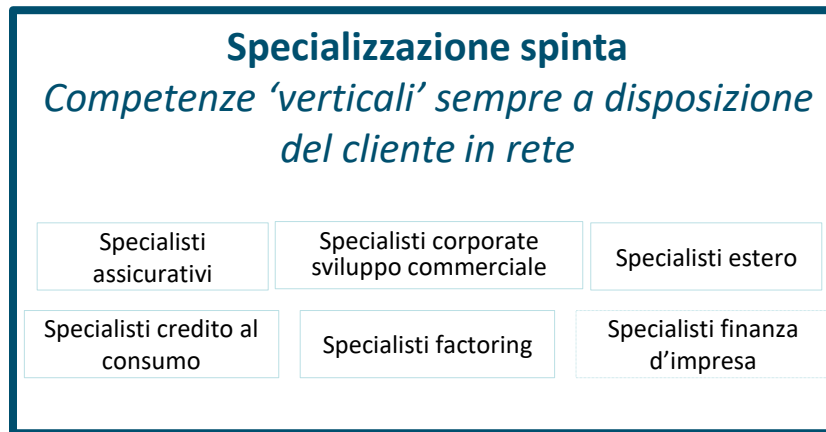 Specializzazione spinta
Competenze ‘verticali’ sempre a disposizione
del cliente in rete
Specialisti
assicurativi
Specialisti corporate
sviluppo commerciale
Specialisti estero
Specialisti credito al
consumo
Specialisti factoring
Specialisti finanza
d’impresa